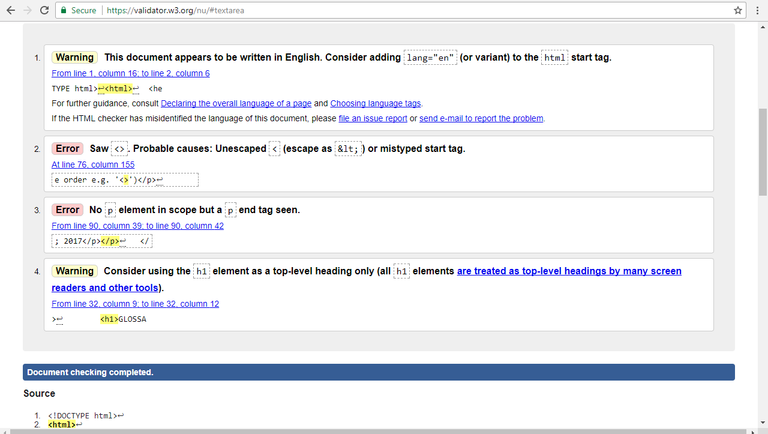 Secure | https://validator.w3.org/nu/#textarea
1. Warning This document appears to be written in English. Consider adding lang="en" (or variant) to the html start tag.
From line 1, column 16; to line 2, column 6
TYPE html>↩<html>↩ <he
For further guidance, consult Declaring the overall language of a page and Choosing language tags.
If the HTML checker has misidentified the language of this document, please file an issue report or send e-mail to report the problem.
2. Error Saw <>. Probable causes: Unescaped < (escape as &lt;) or mistyped start tag.
At line 76, column 155
e order e.g. '<>')</p>↩
3. Error No p element in scope but a p end tag seen.
From line 90, column 39; to line 90, column 42
; 2017</p></p>↩ </
4. Warning Consider using the h1 element as a top-level heading only (all h1 elements are treated as top-level headings by many screen
readers and other tools).
From line 32, column 9; to line 32, column 12
>↩ <h1>GLOSSA
Document checking completed.
Source
1. <!DOCTYPE html>↩
2. <html>↩